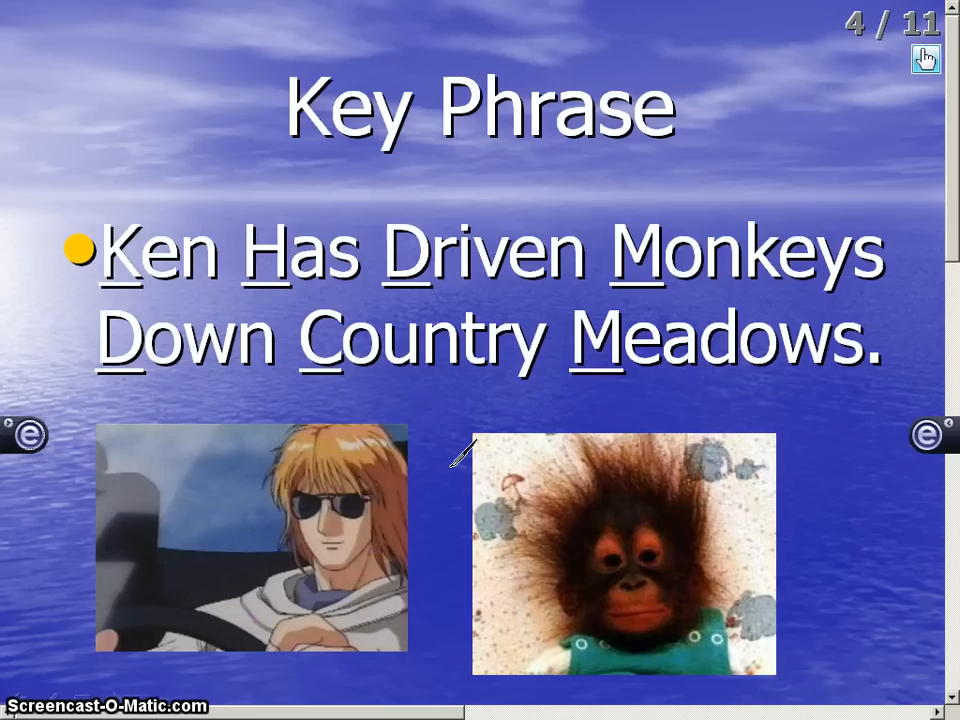 4 / 11
Key Phrase
Ken Has Driven Monkeys
Down Country Meadows.
Screencast-O-Matic.com